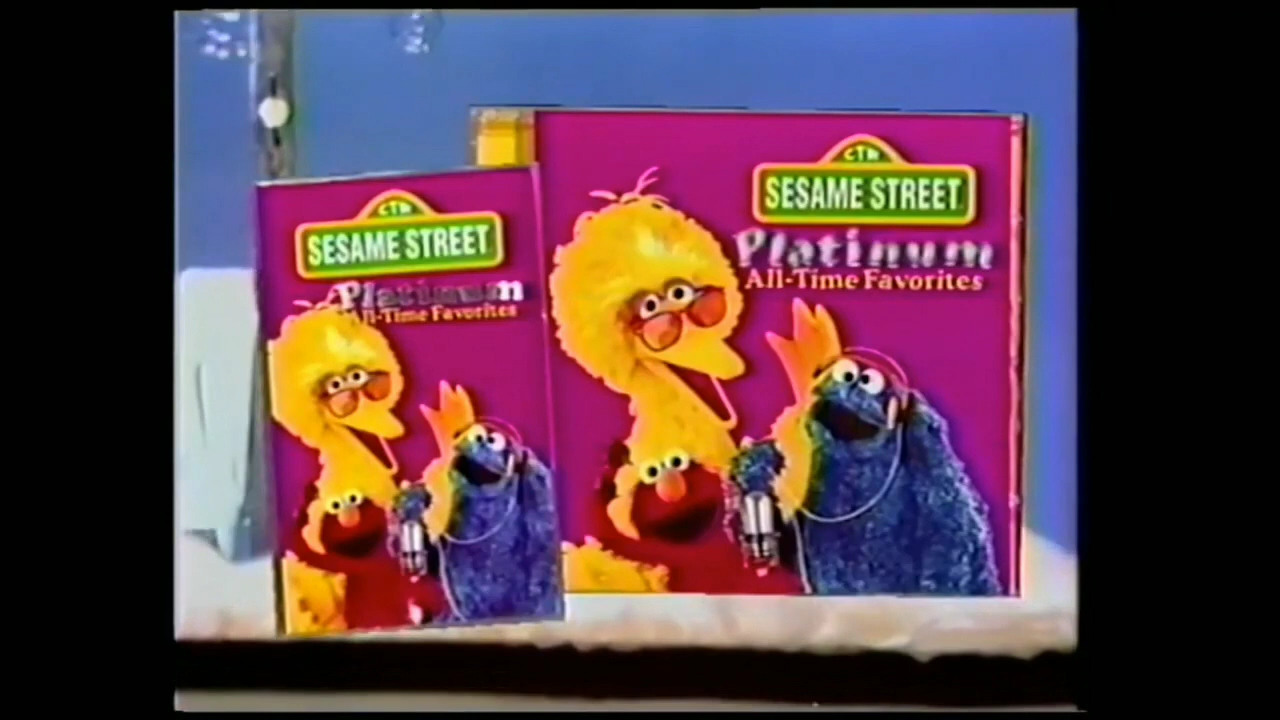 CTW
SESAME STREET
Platinum
All-Time Favorites
CTW
SESAME STREET
Platinum
All-Time Favorites